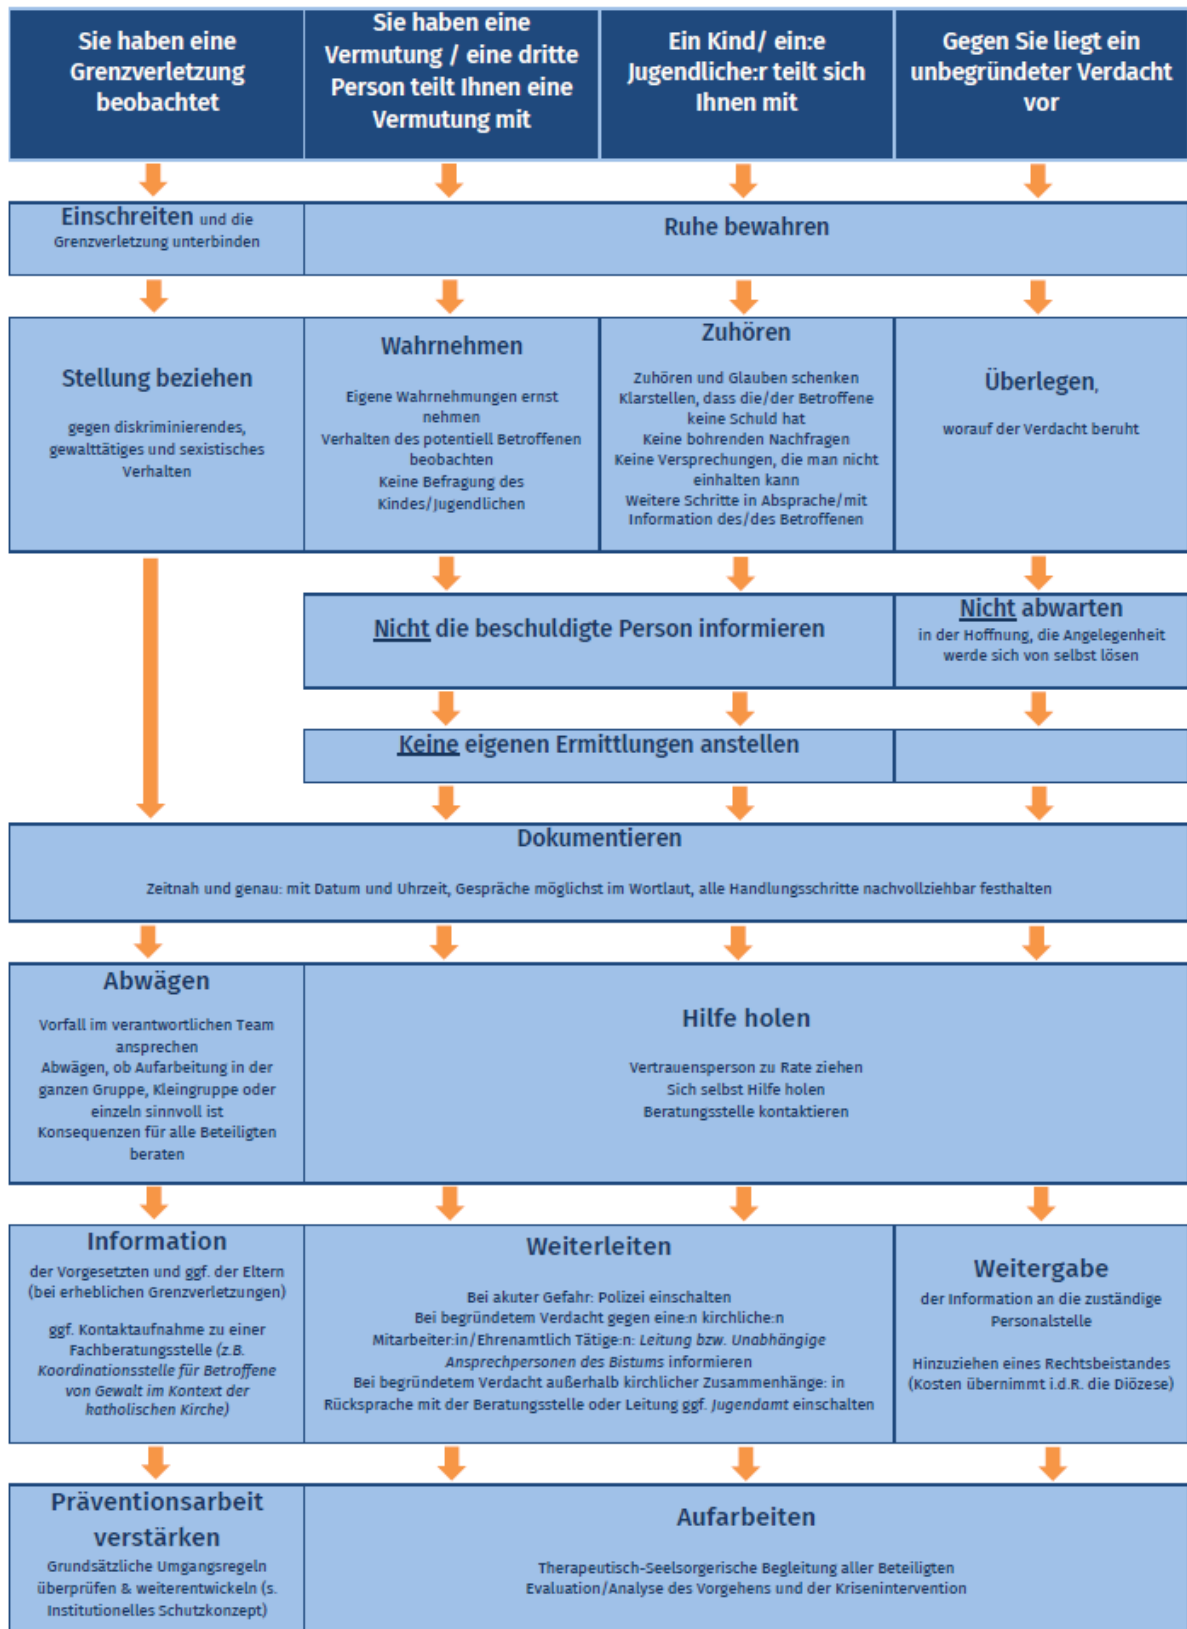 Sie haben eine
Grenzverletzung
beobachtet
Sie haben eine
Vermutung / eine dritte
Person teilt Ihnen eine
Vermutung mit
Ein Kind/ ein:e
Jugendliche:r teilt sich
Ihnen mit
Gegen Sie liegt ein
unbegründeter Verdacht
vor
Einschreiten und die
Grenzverletzung unterbinden
Ruhe bewahren
Stellung beziehen
gegen diskriminierendes,
gewalttätiges und sexistisches
Verhalten
Wahrnehmen
Eigene Wahrnehmungen ernst
nehmen
Verhalten des potentiell Betroffenen
beobachten
Keine Befragung des
Kindes/Jugendlichen
Zuhören
Zuhören und Glauben schenken
Klarstellen, dass die/der Betroffene
keine Schuld hat
Keine bohrenden Nachfragen
Keine Versprechungen, die man nicht
einhalten kann
Weitere Schritte in Absprache/mit
Information des/des Betroffenen
Überlegen,
worauf der Verdacht beruht
Nicht die beschuldigte Person informieren
Nicht abwarten
in der Hoffnung, die Angelegenheit
werde sich von selbst lösen
Keine eigenen Ermittlungen anstellen
Dokumentieren
Zeitnah und genau: mit Datum und Uhrzeit, Gespräche möglichst im Wortlaut, alle Handlungsschritte nachvollziehbar festhalten
Abwägen
Vorfall im verantwortlichen Team
ansprechen
Abwägen, ob Aufarbeitung in der
ganzen Gruppe, Kleingruppe oder
einzeln sinnvoll ist
Konsequenzen für alle Beteiligten
beraten
Hilfe holen
Vertrauensperson zu Rate ziehen
Sich selbst Hilfe holen
Beratungsstelle kontaktieren
Information
der Vorgesetzten und ggf. der Eltern
(bei erheblichen Grenzverletzungen)
ggf. Kontaktaufnahme zu einer
Fachberatungsstelle (z.B.
Koordinationsstelle für Betroffene
von Gewalt im Kontext der
katholischen Kirche)
Weiterleiten
Bei akuter Gefahr: Polizei einschalten
Bei begründetem Verdacht gegen eine:n kirchliche:n
Mitarbeiter:in/Ehrenamtlich Tätige:n: Leitung bzw. Unabhängige
Ansprechpersonen des Bistums informieren
Bei begründetem Verdacht außerhalb kirchlicher Zusammenhänge: in
Rücksprache mit der Beratungsstelle oder Leitung ggf. Jugendamt einschalten
Weitergabe
der Information an die zuständige
Personalstelle
Hinzuziehen eines Rechtsbeistandes
(Kosten übernimmt i.d.R. die Diözese)
Präventionsarbeit
verstärken
Grundsätzliche Umgangsregeln
überprüfen & weiterentwickeln (s.
Institutionelles Schutzkonzept)
Aufarbeiten
Therapeutisch-Seelsorgerische Begleitung aller Beteiligten
Evaluation/Analyse des Vorgehens und der Krisenintervention